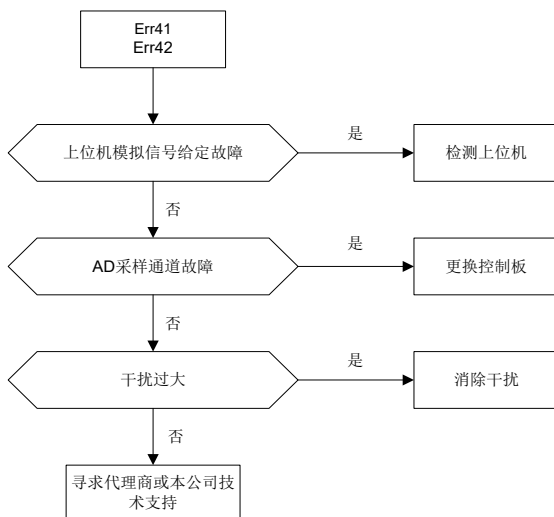 Err41
Err42
上位机模拟信号给定故障
是
检测上位机
否
AD采样通道故障
是
更换控制板
否
干扰过大
是
消除干扰
否
寻求代理商或本公司技
术支持